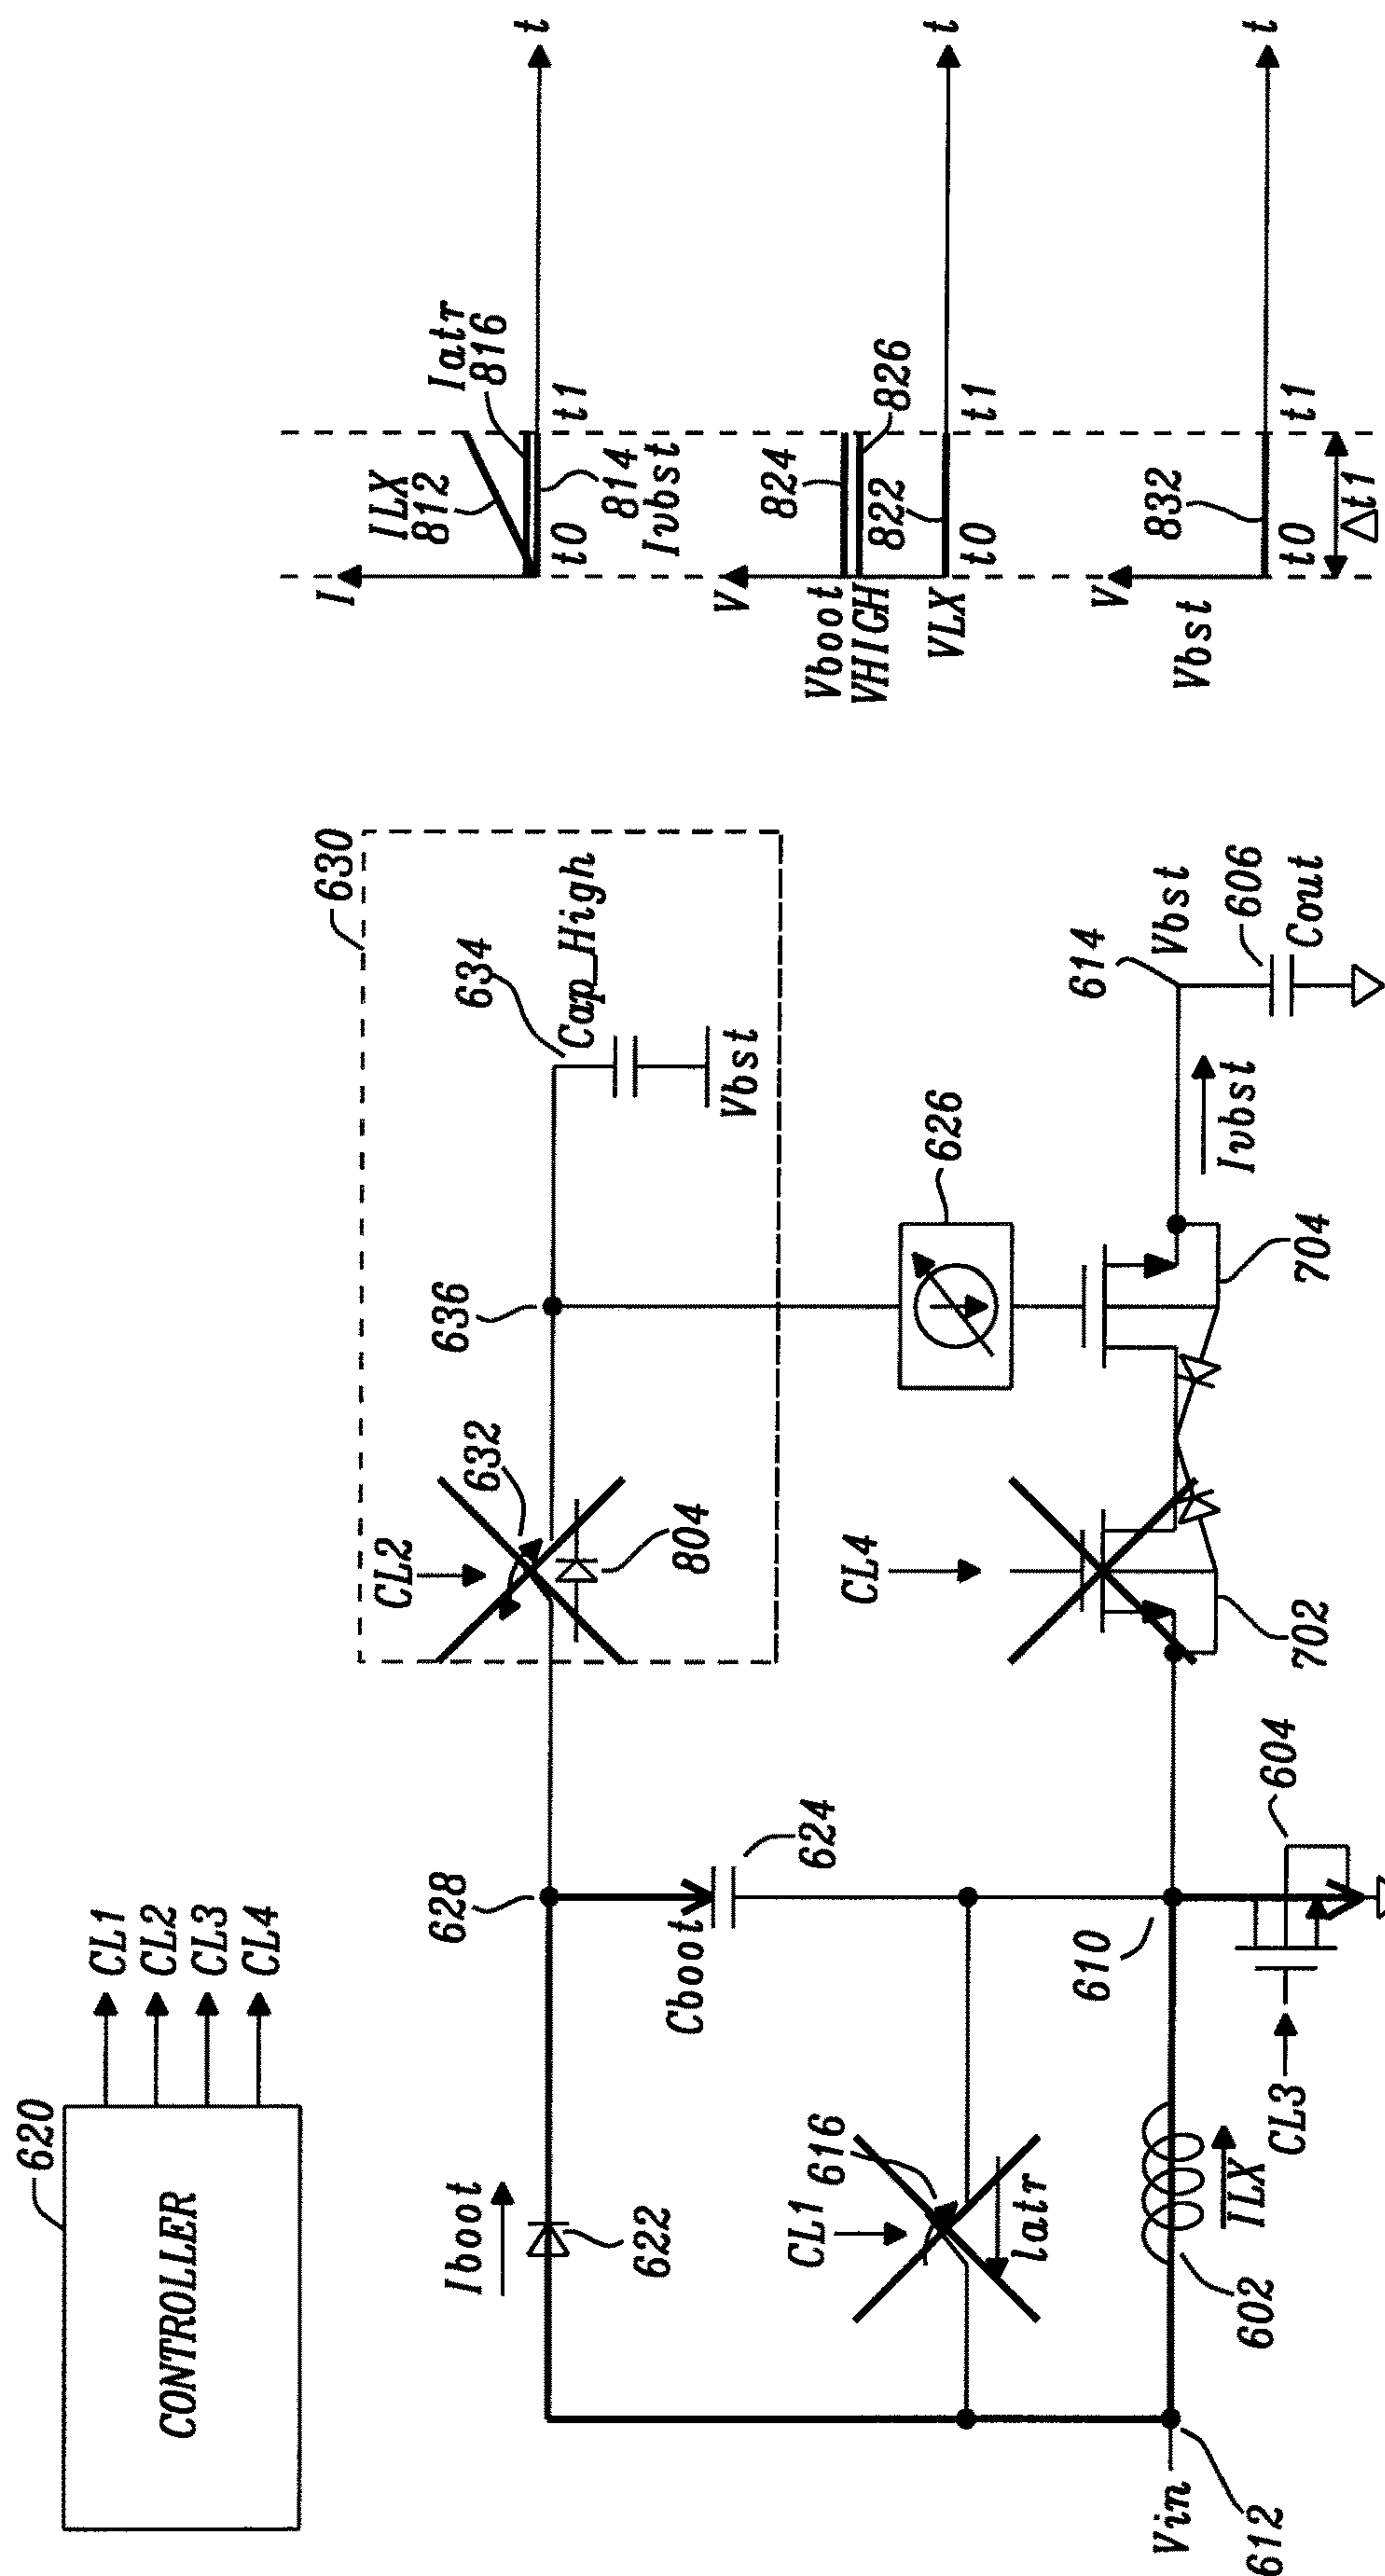 620
CONTROLLER
CL1
CL2
CL3
CL4
Iboot
622
628
Cboot
624
CL1
616
Iatr
Vin
612
602
ILX
610
CL3
604
CL2
632
804
630
636
634
Cap_High
Vbst
CL4
702
626
704
Ivbst
614
Vbst
606
Cout
I
ILX
812
Iatr
816
t0
814
Ivbst
t1
t
V
Vboot
VHIGH
VLX
824
822
826
t0
t1
t
V
Vbst
832
t0
t1
t
Δt1